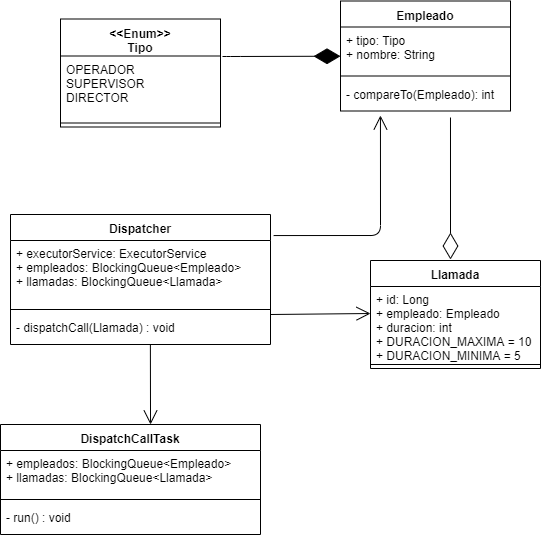 <<Enum>>
Tipo
OPERADOR
SUPERVISOR
DIRECTOR
Empleado
+ tipo: Tipo
+ nombre: String
- compareTo(Empleado): int
Dispatcher
+ executorService: ExecutorService
+ empleados: BlockingQueue<Empleado>
+ llamadas: BlockingQueue<Llamada>
- dispatchCall(Llamada) : void
Llamada
+ id: Long
+ empleado: Empleado
+ duracion: int
+ DURACION_MAXIMA = 10
+ DURACION_MINIMA = 5
DispatchCallTask
+ empleados: BlockingQueue<Empleado>
+ llamadas: BlockingQueue<Llamada>
- run() : void